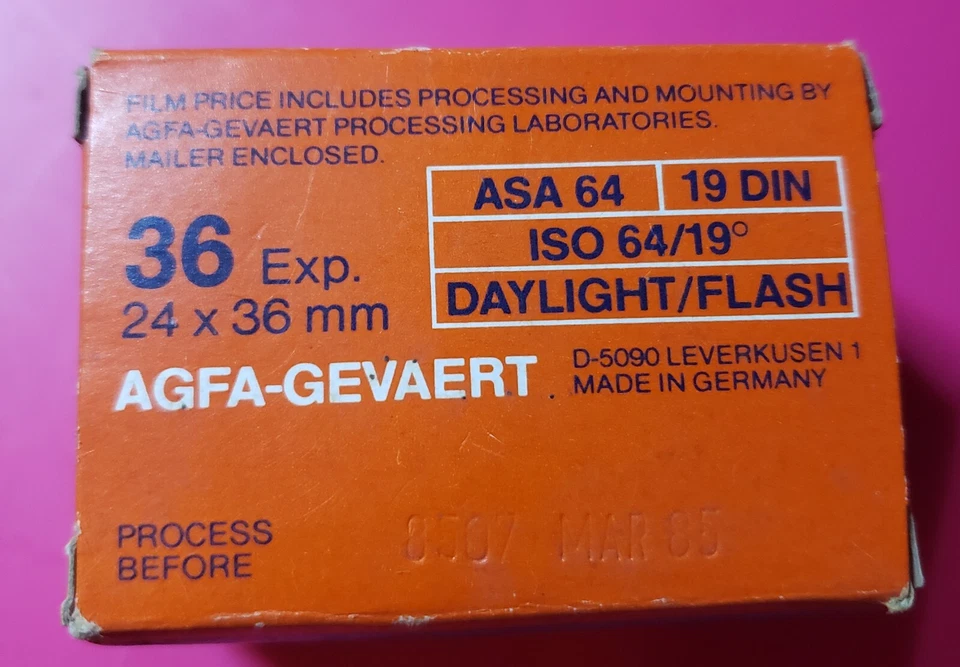 FILM PRICE INCLUDES PROCESSING AND MOUNTING BY
AGFA-GEVAERT PROCESSING LABORATORIES.
MAILER ENCLOSED.
ASA 64 19 DIN
ISO 64/19°
DAYLIGHT/FLASH
36 Exp.
24 x 36 mm
AGFA-GEVAERT
D-5090 LEVERKUSEN 1
MADE IN GERMANY
PROCESS
BEFORE
MAR 85